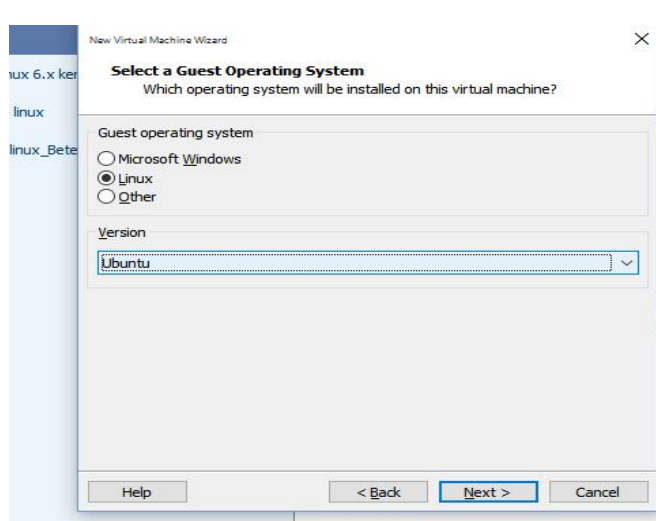 New Virtual Machine Wizard
Select a Guest Operating System
Which operating system will be installed on this virtual machine?
6.x ker
linux
linux_Bete
Guest operating system
Microsoft Windows
Linux
Other
Version
Ubuntu
Help
< Back
Next >
Cancel